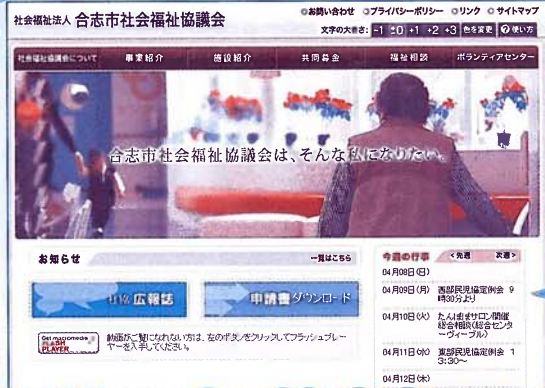 お問い合わせ プライバシーポリシー リンク サイトマップ
社会福祉法人 合志市社会福祉協議会
文字の大きさ: -1 ±0 +1 +2 +3 色を変更 使い方
社会福祉協議会について 事業紹介 施設紹介 共同募金 福祉相談 ボランティアセンター
合志市社会福祉協議会は、そんな私になりたい。
お知らせ 一覧はこちら
社協 広報誌
申請書ダウンロード
Get macromedia FLASH PLAYER
動画がご覧になれない方は、左のボタンをクリックしてフラッシュプレーヤーを入手してください。
今週の行事 <先週 次週>
04月08日(日)
04月09日(月) 西部民児協定例会 9時30分より
04月10日(火) たんぽぽサロン開催
総合相談(総合センターヴィーブル)
04月11日(水) 東部民児協定例会 13:30～
04月12日(木)